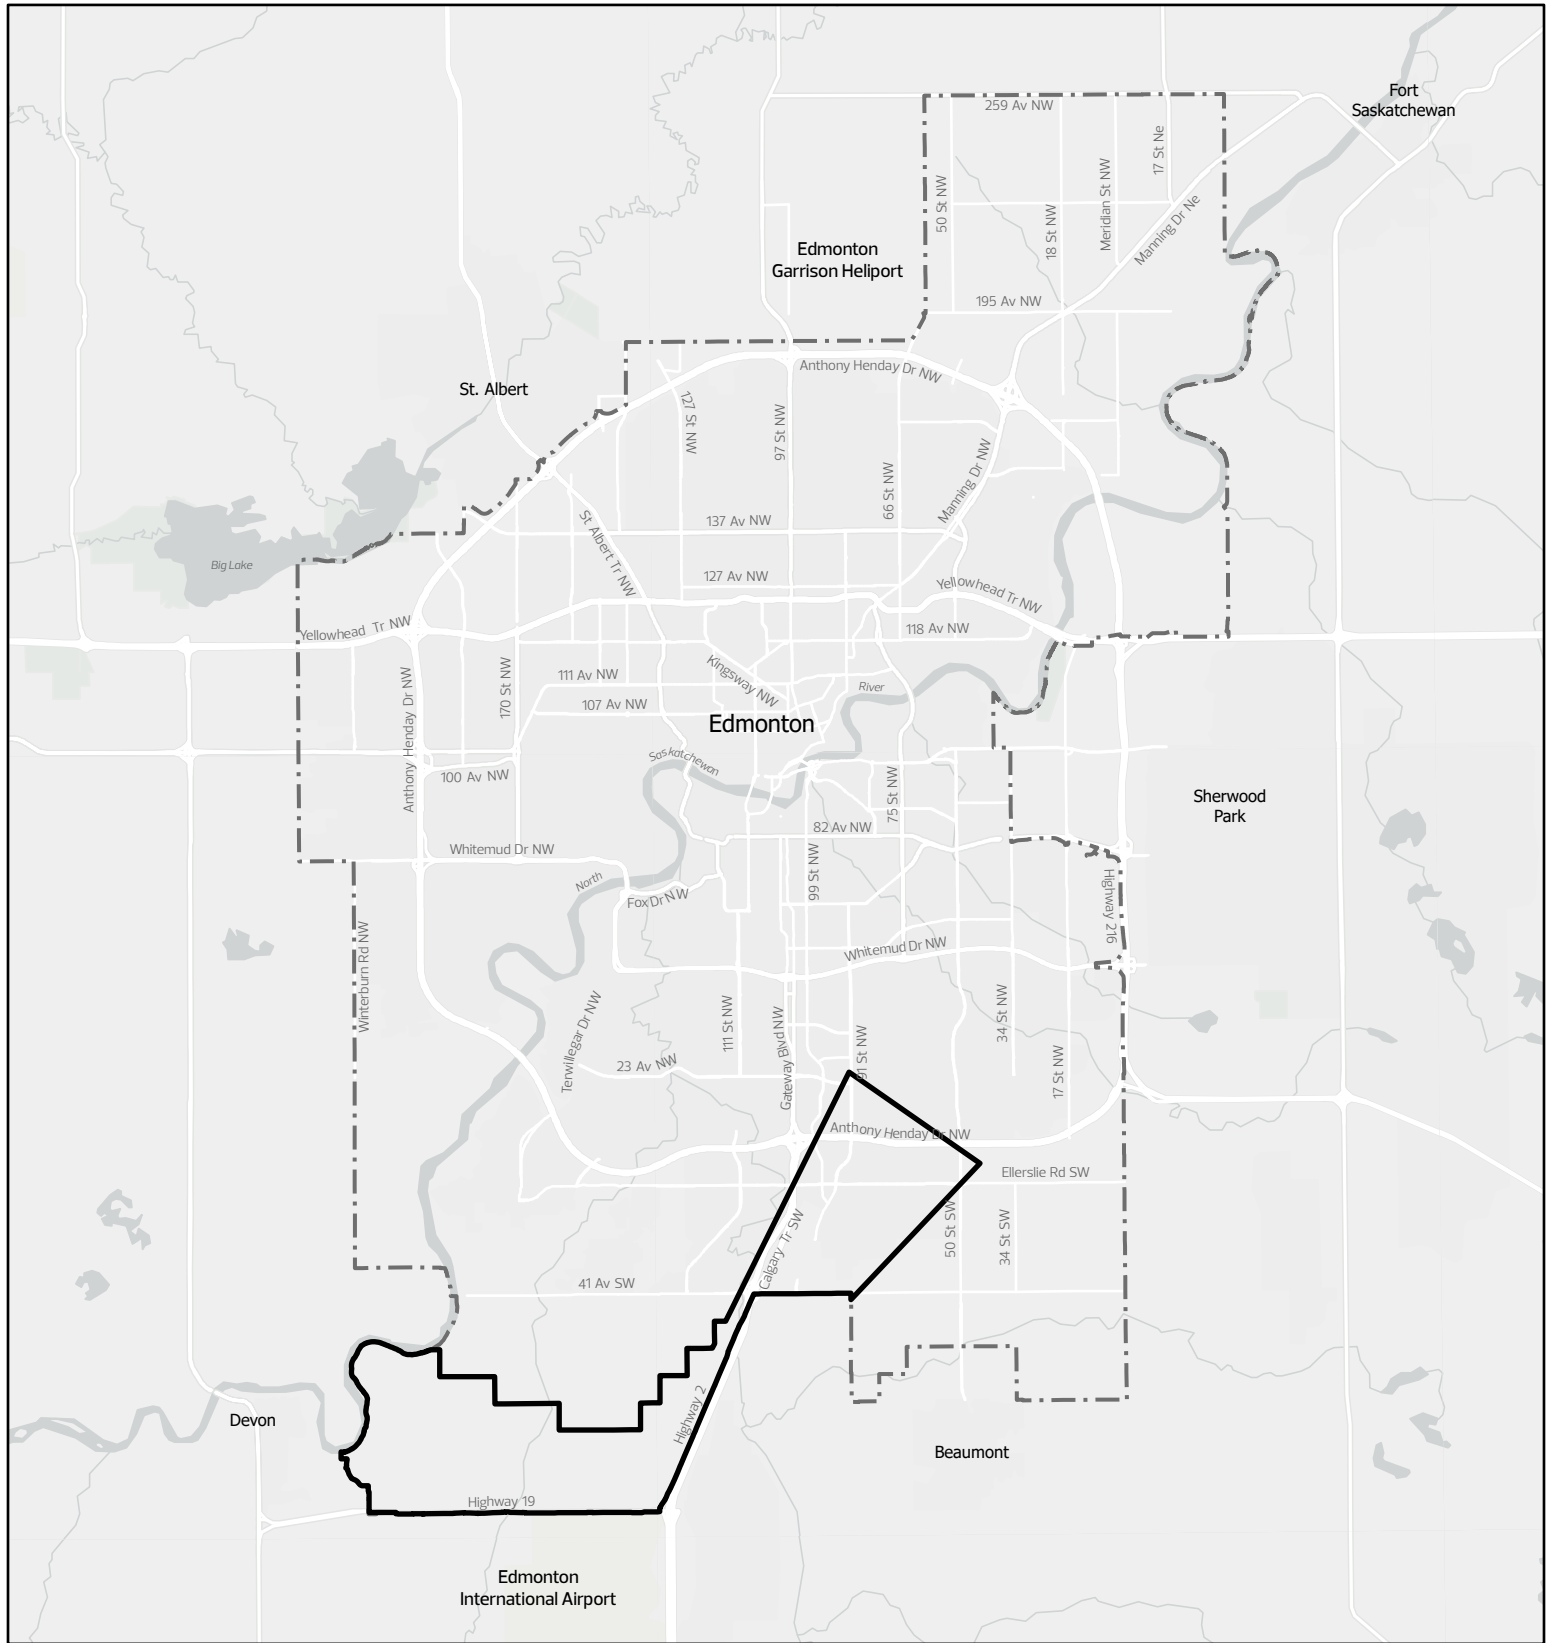 Fort
Saskatchewan
259 Av NW
17 St Ne
50 St NW
Meridian St NW
18 St NW
Manning Dr Ne
Edmonton
Garrison Heliport
195 Av NW
Anthony Henday Dr NW
St. Albert
127 St NW
97 St NW
66 St NW
Manning Dr NW
137 Av NW
St Albert Tr NW
Big Lake
127 Av NW
Yellowhead Tr NW
Yellowhead Tr NW
118 Av NW
Kingsway NW
111 Av NW
170 St NW
Anthony Henday Dr NW
River
107 Av NW
Edmonton
Saskatchewan
100 Av NW
75 St NW
Sherwood
Park
82 Av NW
Whitemud Dr NW
99 St NW
North
Fox Dr NW
Highway 216
Whitemud Dr NW
Winterburn Rd NW
Terwillegar Dr NW
111 St NW
Gateway Blvd NW
91 St NW
34 St NW
17 St NW
23 Av NW
Anthony Henday Dr NW
Ellerslie Rd SW
50 St SW
34 St SW
Calgary Tr SW
41 Av SW
Highway 2
Devon
Beaumont
Highway 19
Edmonton
International Airport